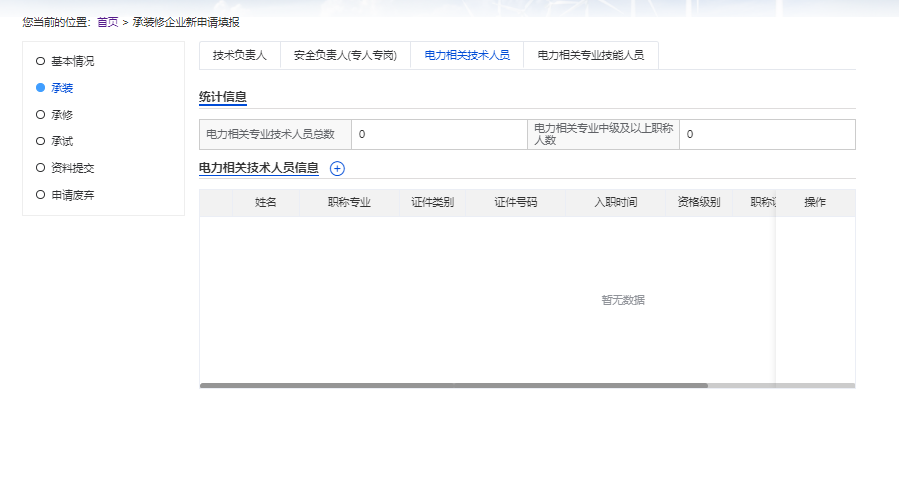 您当前的位置：首页 > 承装修企业新申请填报
基本情况
承装
承修
承试
资料提交
申请废弃
技术负责人 安全负责人(专人专岗) 电力相关技术人员 电力相关专业技能人员
统计信息
电力相关专业技术人员总数 0 电力相关专业中级及以上职称
人数 0
电力相关技术人员信息
姓名 职称专业 证件类别 证件号码 入职时间 资格级别 职称 操作
暂无数据